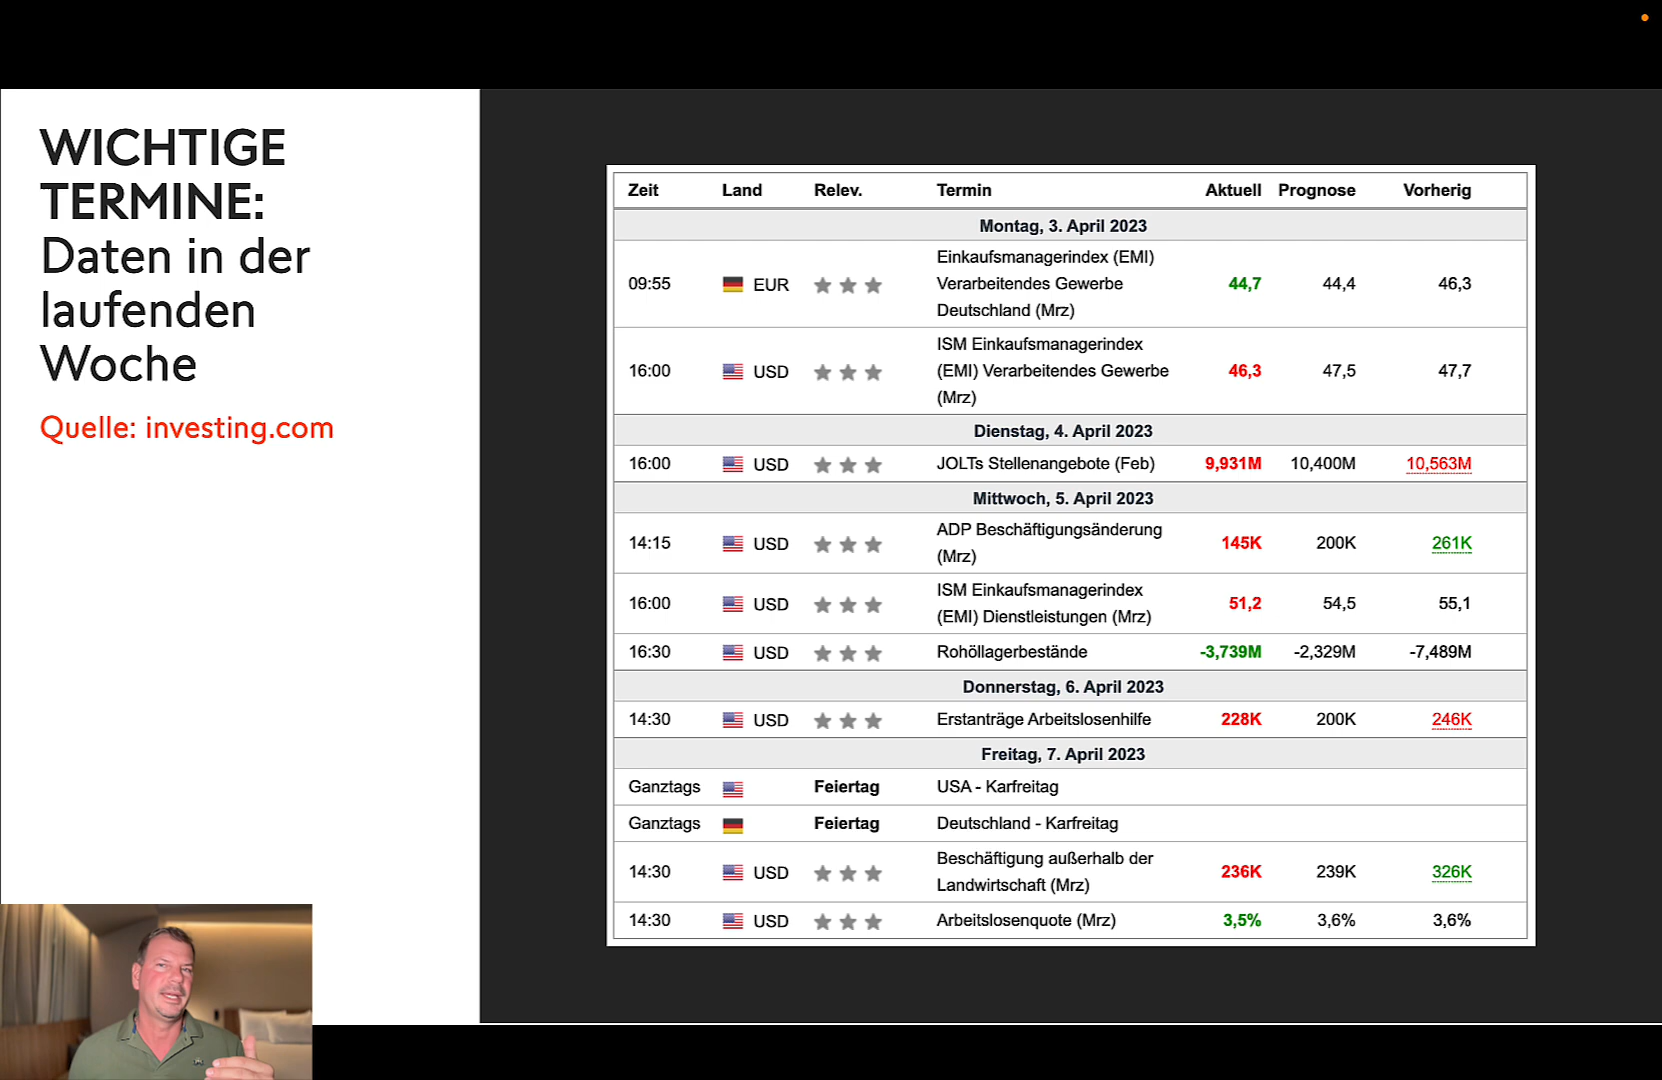 WICHTIGE
TERMINE:
Daten in der
laufenden
Woche
Quelle: investing.com
Zeit Land Relev. Termin Aktuell Prognose Vorherig
Montag, 3. April 2023
09:55 EUR Einkaufsmanagerindex (EMI) Verarbeitendes Gewerbe Deutschland (Mrz) 44,7 44,4 46,3
16:00 USD ISM Einkaufsmanagerindex (EMI) Verarbeitendes Gewerbe (Mrz) 46,3 47,5 47,7
Dienstag, 4. April 2023
16:00 USD JOLTs Stellenangebote (Feb) 9,931M 10,400M 10,563M
Mittwoch, 5. April 2023
14:15 USD ADP Beschäftigungsänderung (Mrz) 145K 200K 261K
16:00 USD ISM Einkaufsmanagerindex (EMI) Dienstleistungen (Mrz) 51,2 54,5 55,1
16:30 USD Rohöllagerbestände -3,739M -2,329M -7,489M
Donnerstag, 6. April 2023
14:30 USD Erstanträge Arbeitslosenhilfe 228K 200K 246K
Freitag, 7. April 2023
Ganztags Feiertag USA - Karfreitag
Ganztags Feiertag Deutschland - Karfreitag
14:30 USD Beschäftigung außerhalb der Landwirtschaft (Mrz) 236K 239K 326K
14:30 USD Arbeitslosenquote (Mrz) 3,5% 3,6% 3,6%